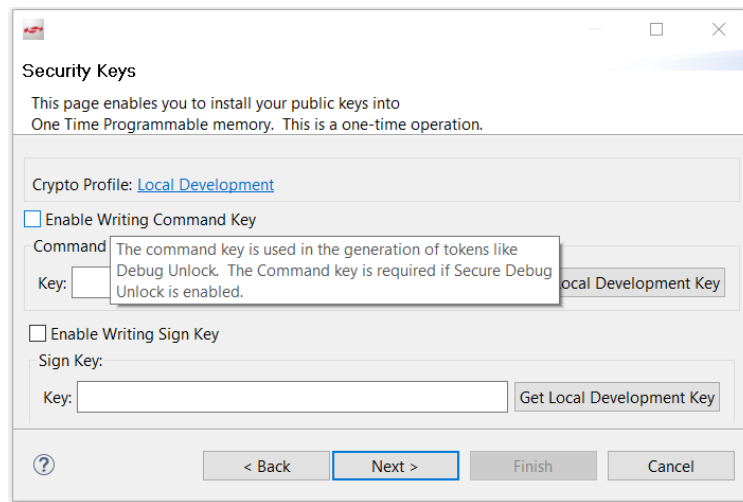 Security Keys
This page enables you to install your public keys into
One Time Programmable memory. This is a one-time operation.
Crypto Profile: Local Development
Enable Writing Command Key
Command
The command key is used in the generation of tokens like
Debug Unlock. The Command key is required if Secure Debug
Unlock is enabled.
Key:
ocal Development Key
Enable Writing Sign Key
Sign Key:
Key:
Get Local Development Key
?
< Back
Next >
Finish
Cancel